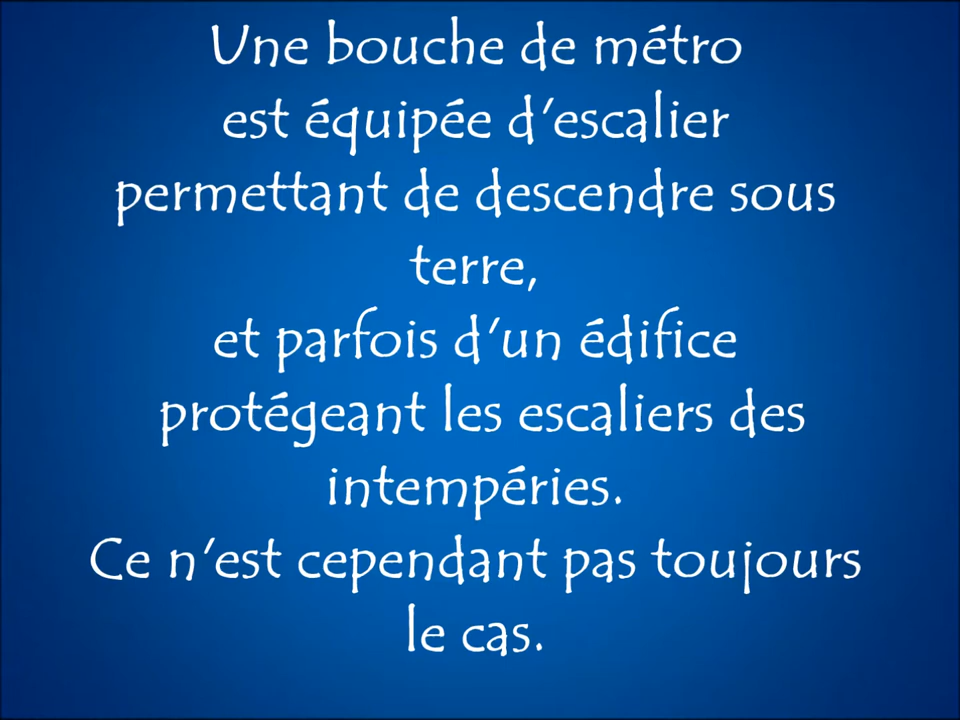 Une bouche de métro
est équipée d'escalier
permettant de descendre sous
terre,
et parfois d'un édifice
protégeant les escaliers des
intempéries.
Ce n'est cependant pas toujours
le cas.